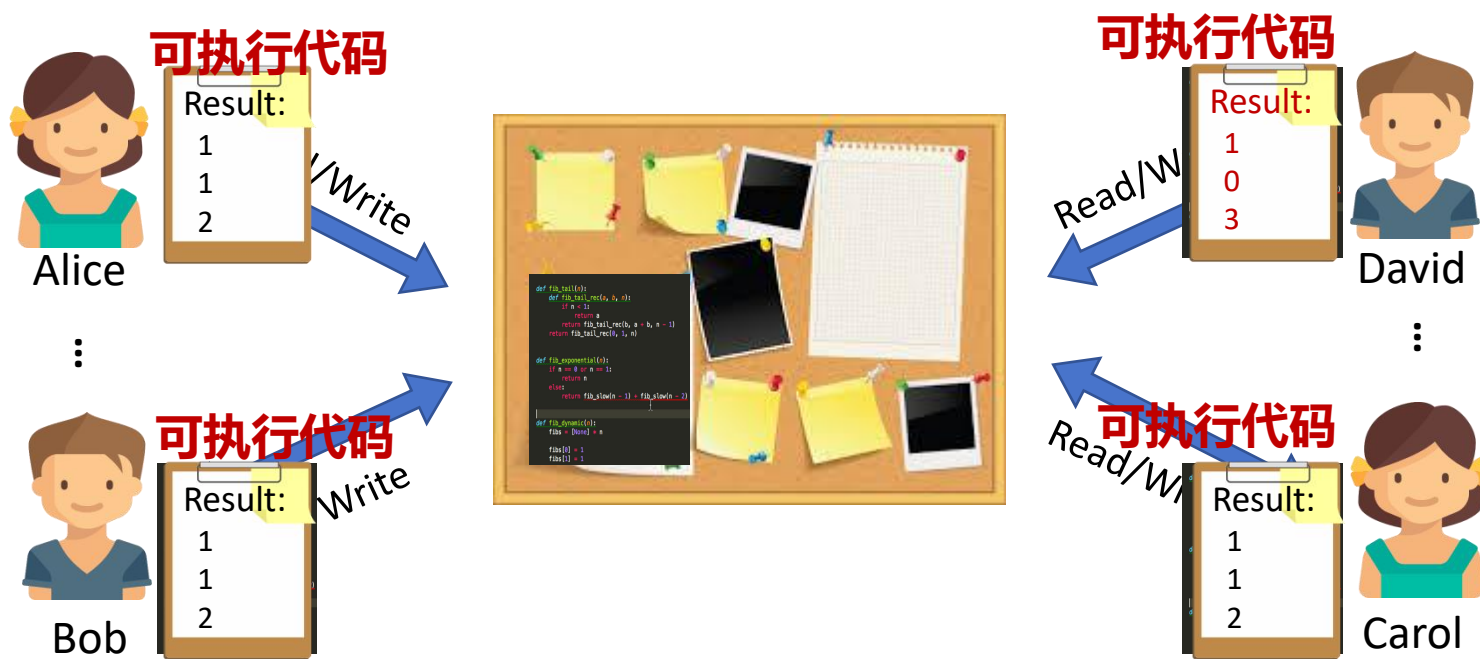 可执行代码
Result:
1
1
2
/Write
Alice
...
可执行代码
Result:
1
1
2
Write
Bob
def fib_tail(n):
def fib_tail_rec(a, b, n):
if n < 1:
return a
return fib_tail_rec(b, a + b, n - 1)
return fib_tail_rec(0, 1, n)
def fib_exponential(n):
if n == 0 or n == 1:
return n
else:
return fib_slow(n - 1) + fib_slow(n - 2)
def fib_dynamic(n):
fibs = [None] * n
fibs[0] = 1
fibs[1] = 1
可执行代码
Result:
1
0
3
Read/W
David
...
可执行代码
Result:
1
1
2
Read/W
Carol